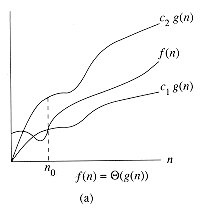 c₂ g(n)
f(n)
c₁ g(n)
n
n₀
f(n) = Θ(g(n))
(a)